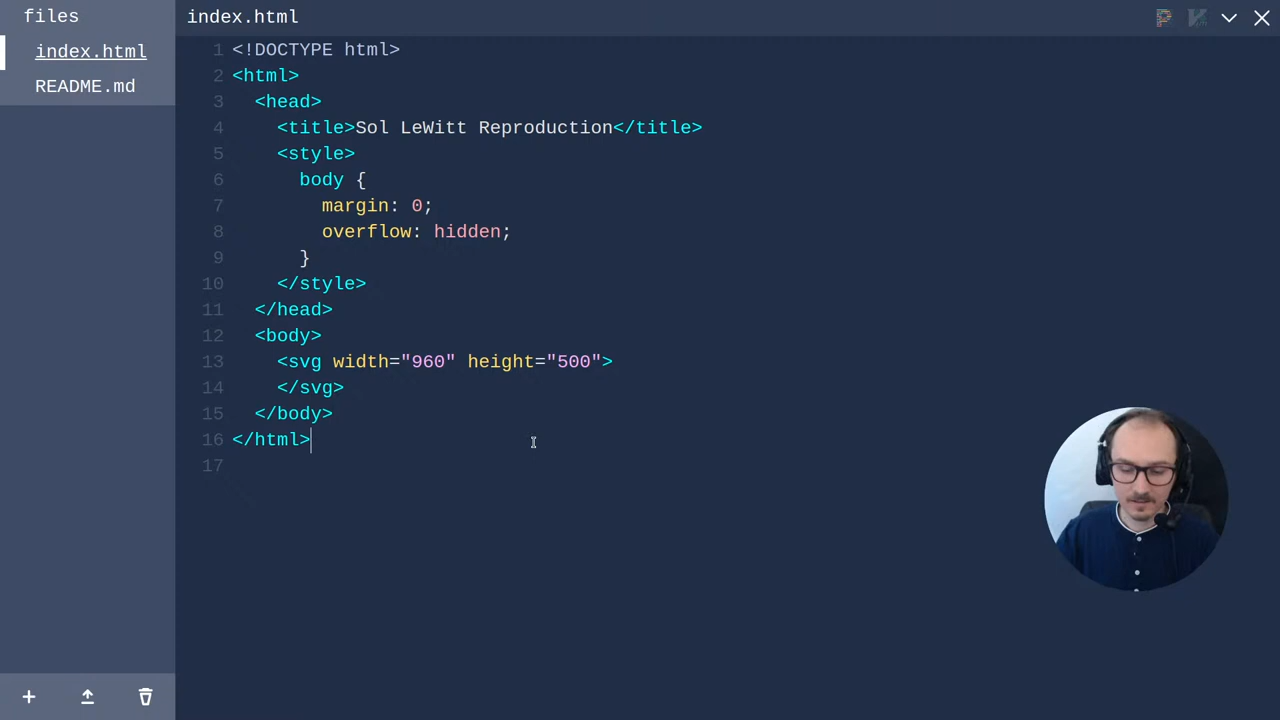 files
index.html
README.md
index.html
1 <!DOCTYPE html>
2 <html>
3   <head>
4     <title>Sol LeWitt Reproduction</title>
5     <style>
6       body {
7         margin: 0;
8         overflow: hidden;
9       }
10     </style>
11   </head>
12   <body>
13     <svg width="960" height="500">
14     </svg>
15   </body>
16 </html>
17